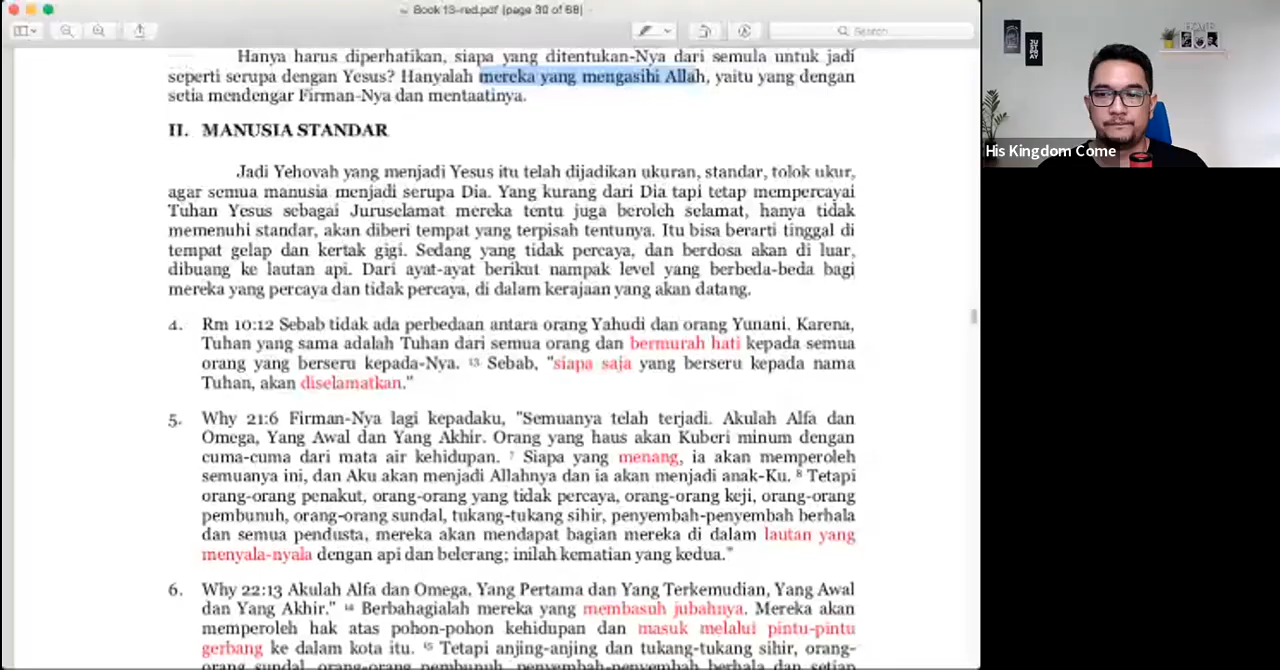 Book 13-red.pdf (page 30 of 68)
Search
Hanya harus diperhatikan, siapa yang ditentukan-Nya dari semula untuk jadi
seperti serupa dengan Yesus? Hanyalah mereka yang mengasihi Allah, yaitu yang dengan
setia mendengar Firman-Nya dan mentaatinya.
II. MANUSIA STANDAR
Jadi Yehovah yang menjadi Yesus itu telah dijadikan ukuran, standar, tolok ukur,
agar semua manusia menjadi serupa Dia. Yang kurang dari Dia tapi tetap mempercayai
Tuhan Yesus sebagai Juruselamat mereka tentu juga beroleh selamat, hanya tidak
memenuhi standar, akan diberi tempat yang terpisah tentunya. Itu bisa berarti tinggal di
tempat gelap dan kertak gigi. Sedang yang tidak percaya, dan berdosa akan di luar,
dibuang ke lautan api. Dari ayat-ayat berikut nampak level yang berbeda-beda bagi
mereka yang percaya dan tidak percaya, di dalam kerajaan yang akan datang.
4. Rm 10:12 Sebab tidak ada perbedaan antara orang Yahudi dan orang Yunani. Karena,
Tuhan yang sama adalah Tuhan dari semua orang dan bermurah hati kepada semua
orang yang berseru kepada-Nya. 13 Sebab, "siapa saja yang berseru kepada nama
Tuhan, akan diselamatkan."
5. Why 21:6 Firman-Nya lagi kepadaku, "Semuanya telah terjadi. Akulah Alfa dan
Omega, Yang Awal dan Yang Akhir. Orang yang haus akan Kuberi minum dengan
cuma-cuma dari mata air kehidupan. 7 Siapa yang menang, ia akan memperoleh
semuanya ini, dan Aku akan menjadi Allahnya dan ia akan menjadi anak-Ku. 8 Tetapi
orang-orang penakut, orang-orang yang tidak percaya, orang-orang keji, orang-orang
pembunuh, orang-orang sundal, tukang-tukang sihir, penyembah-penyembah berhala
dan semua pendusta, mereka akan mendapat bagian mereka di dalam lautan yang
menyala-nyala dengan api dan belerang; inilah kematian yang kedua."
6. Why 22:13 Akulah Alfa dan Omega, Yang Pertama dan Yang Terkemudian, Yang Awal
dan Yang Akhir." 14 Berbahagialah mereka yang membasuh jubahnya. Mereka akan
memperoleh hak atas pohon-pohon kehidupan dan masuk melalui pintu-pintu
gerbang ke dalam kota itu. 15 Tetapi anjing-anjing dan tukang-tukang sihir, orang-
orang sundal, orang-orang pembunuh, penyembah-penyembah berhala dan setiap
His Kingdom Come